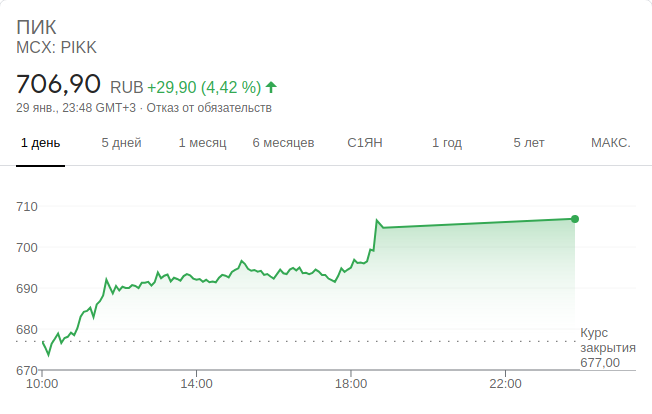 ПИК
MCX: PIKK
706,90 RUB +29,90 (4,42 %)
29 янв., 23:48 GMT+3 · Отказ от обязательств
1 день 5 дней 1 месяц 6 месяцев С1ЯН 1 год 5 лет МАКС.
710
700
690
680
670
Курс
закрытия
677,00
10:00 14:00 18:00 22:00